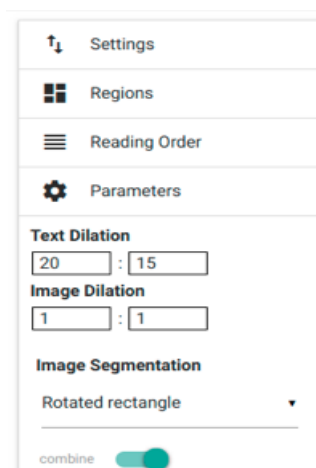 Settings
Regions
Reading Order
Parameters
Text Dilation
20 : 15
Image Dilation
1 : 1
Image Segmentation
Rotated rectangle
combine